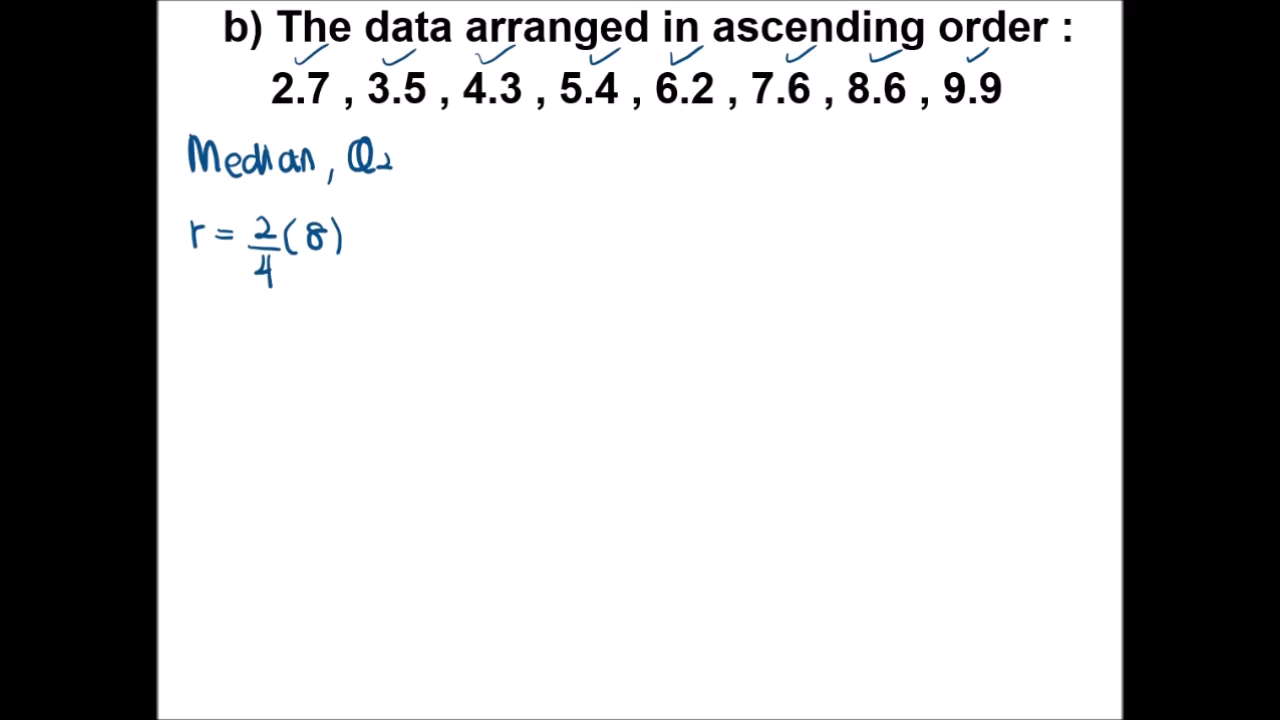 b) The data arranged in ascending order :
2.7 , 3.5 , 4.3 , 5.4 , 6.2 , 7.6 , 8.6 , 9.9
Median, Q₂
r = 2/4 (8)